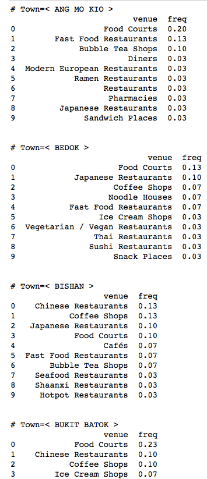 # Town=< ANG MO KIO >
venue freq
0 Food Courts 0.20
1 Fast Food Restaurants 0.13
2 Bubble Tea Shops 0.10
3 Diners 0.03
4 Modern European Restaurants 0.03
5 Ramen Restaurants 0.03
6 Restaurants 0.03
7 Pharmacies 0.03
8 Japanese Restaurants 0.03
9 Sandwich Places 0.03
# Town=< BEDOK >
venue freq
0 Food Courts 0.13
1 Japanese Restaurants 0.10
2 Coffee Shops 0.07
3 Noodle Houses 0.07
4 Fast Food Restaurants 0.07
5 Ice Cream Shops 0.03
6 Vegetarian / Vegan Restaurants 0.03
7 Thai Restaurants 0.03
8 Sushi Restaurants 0.03
9 Snack Places 0.03
# Town=< BISHAN >
venue freq
0 Chinese Restaurants 0.13
1 Coffee Shops 0.13
2 Japanese Restaurants 0.10
3 Food Courts 0.10
4 Cafés 0.07
5 Fast Food Restaurants 0.07
6 Bubble Tea Shops 0.07
7 Seafood Restaurants 0.03
8 Shaanxi Restaurants 0.03
9 Hotpot Restaurants 0.03
# Town=< BUKIT BATOK >
venue freq
0 Food Courts 0.23
1 Chinese Restaurants 0.10
2 Coffee Shops 0.10
3 Ice Cream Shops 0.07